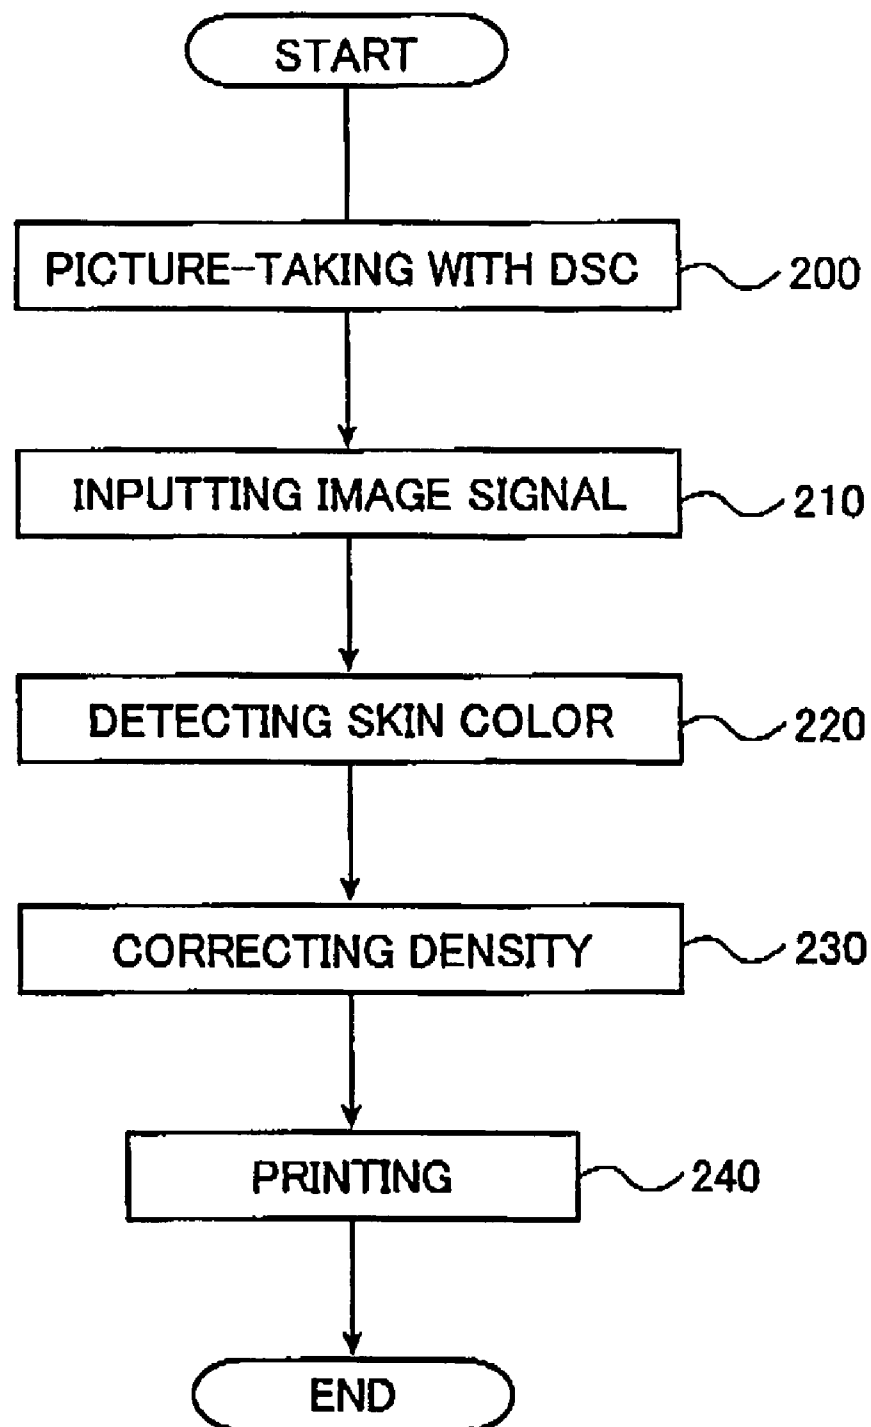 START
PICTURE-TAKING WITH DSC 200
INPUTTING IMAGE SIGNAL 210
DETECTING SKIN COLOR 220
CORRECTING DENSITY 230
PRINTING 240
END